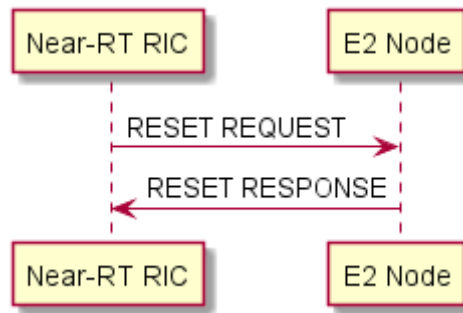 Near-RT RIC
E2 Node
RESET REQUEST
RESET RESPONSE
Near-RT RIC
E2 Node